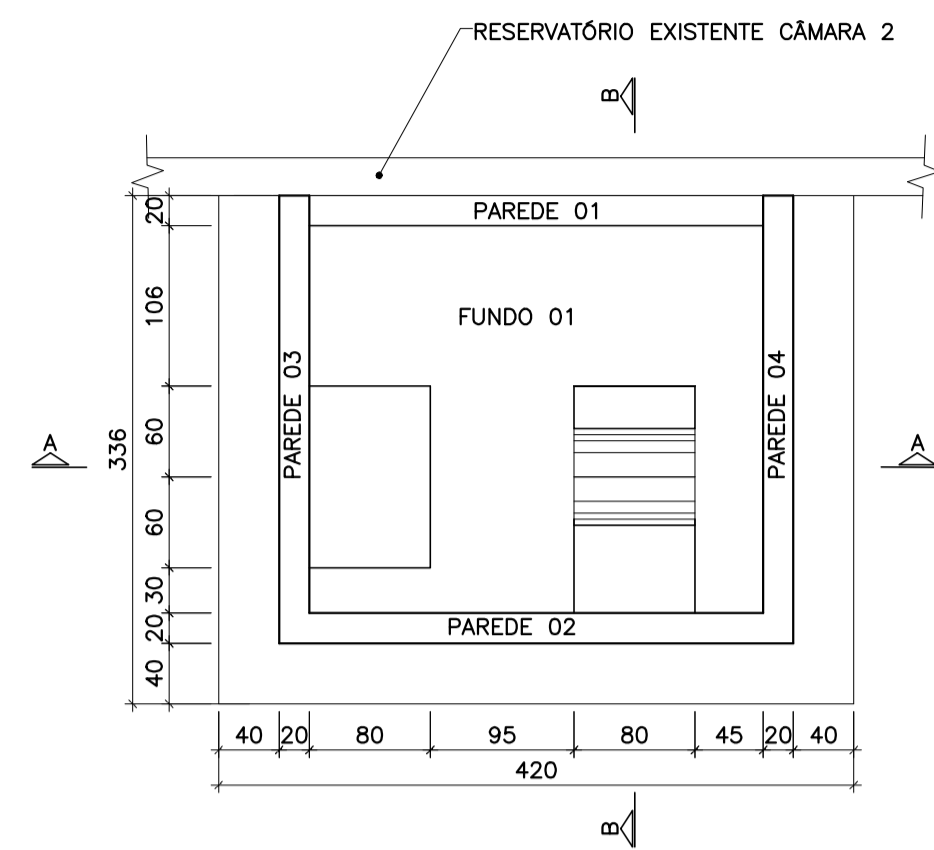 RESERVATÓRIO EXISTENTE CÂMARA 2
B
20
PAREDE 01
106
FUNDO 01
PAREDE 03
PAREDE 04
A
336
60
A
60
30
20
PAREDE 02
40
40 20 80 95 80 45 20 40
420
B